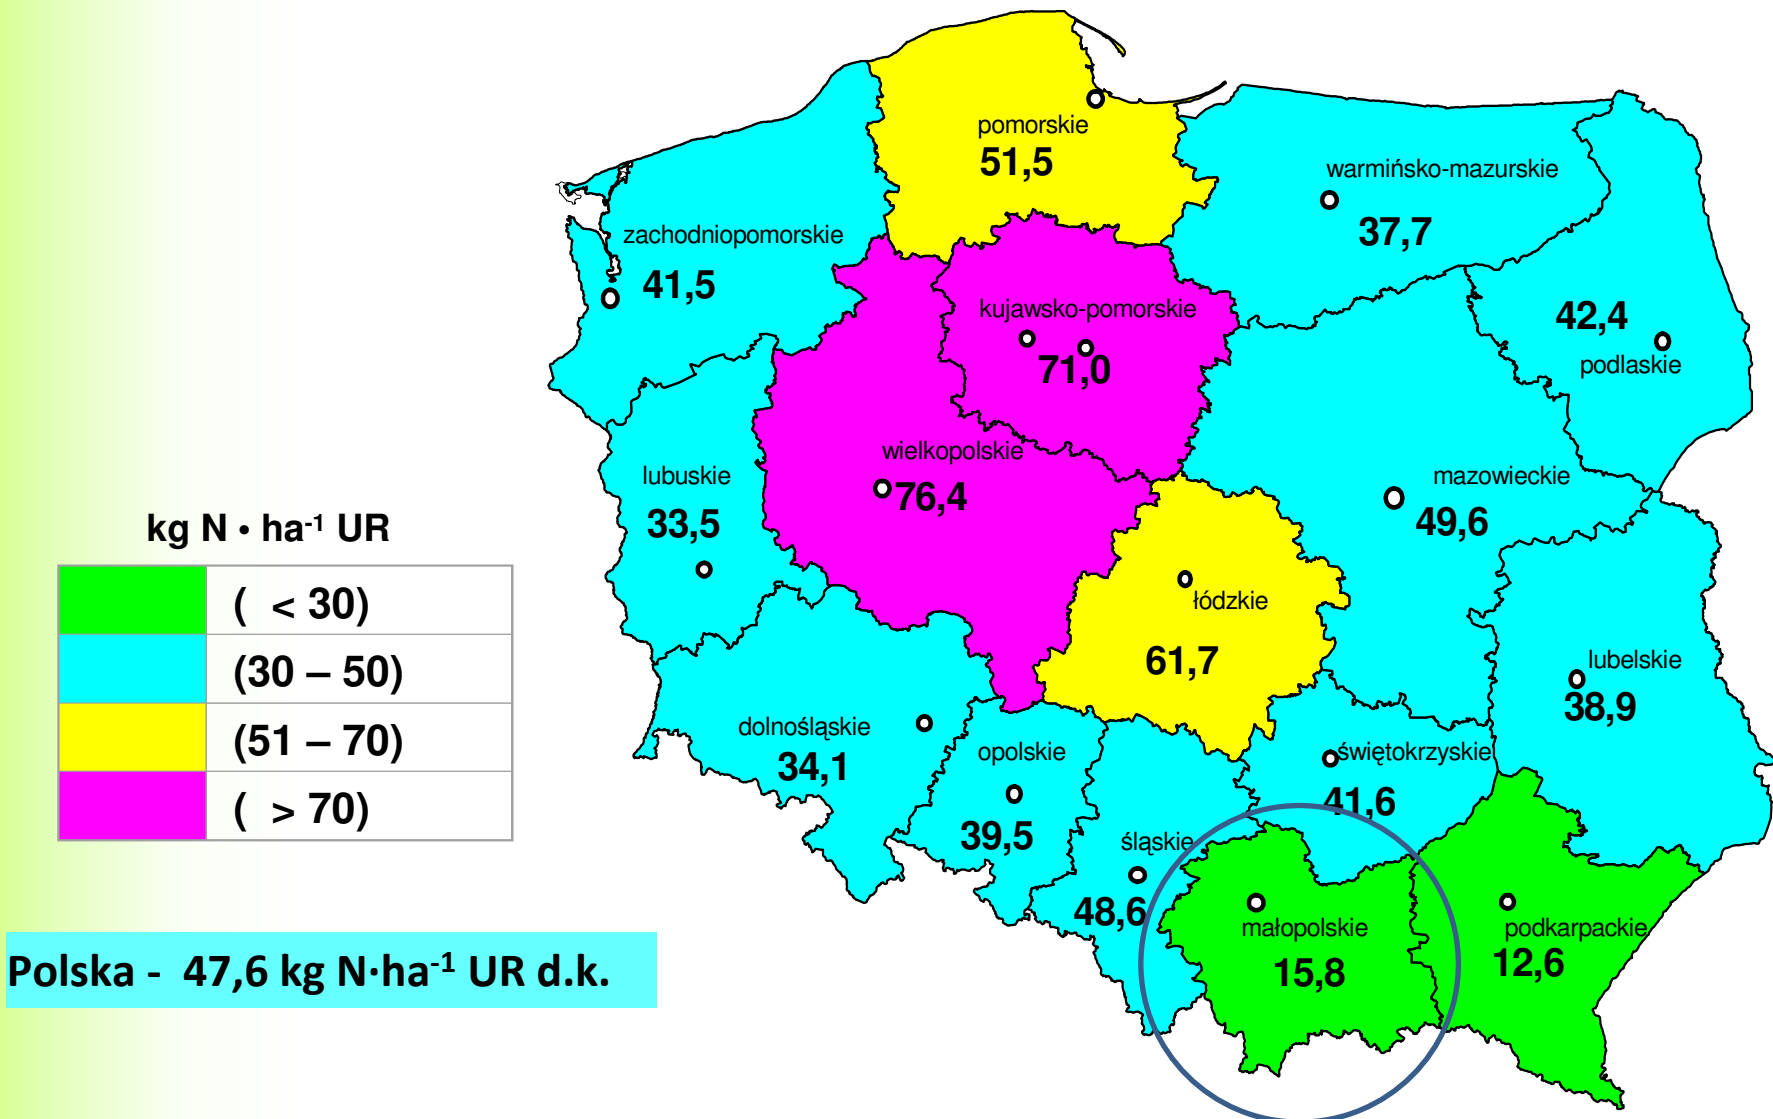 pomorskie
51,5
warmińsko-mazurskie
37,7
zachodniopomorskie
41,5
kujawsko-pomorskie
71,0
42,4
podlaskie
wielkopolskie
76,4
lubuskie
33,5
mazowieckie
49,6
kg N • ha⁻¹ UR
( < 30)
(30 – 50)
(51 – 70)
( > 70)
łódzkie
61,7
lubelskie
38,9
dolnośląskie
34,1
opolskie
39,5
świętokrzyskie
41,6
śląskie
48,6
małopolskie
15,8
podkarpackie
12,6
Polska - 47,6 kg N·ha⁻¹ UR d.k.